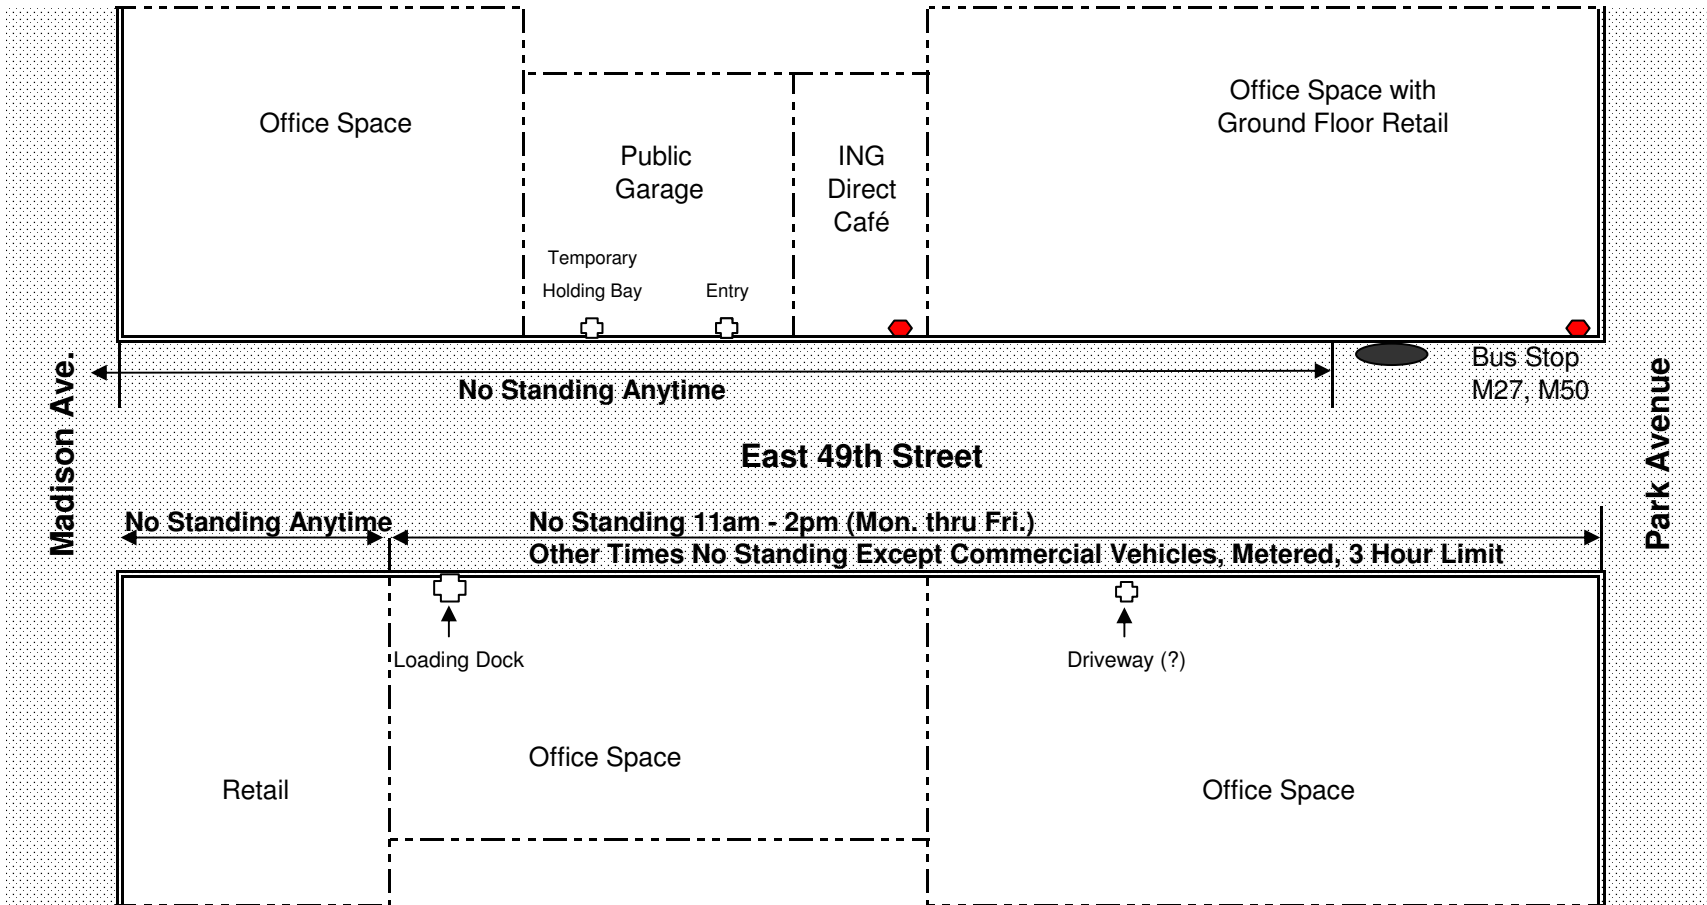 Office Space
Office Space with
Ground Floor Retail
Public
Garage
ING
Direct
Café
Temporary
Holding Bay
Entry
Bus Stop
M27, M50
No Standing Anytime
Madison Ave.
Park Avenue
East 49th Street
No Standing Anytime
No Standing 11am - 2pm (Mon. thru Fri.)
Other Times No Standing Except Commercial Vehicles, Metered, 3 Hour Limit
Loading Dock
Driveway (?)
Office Space
Retail
Office Space